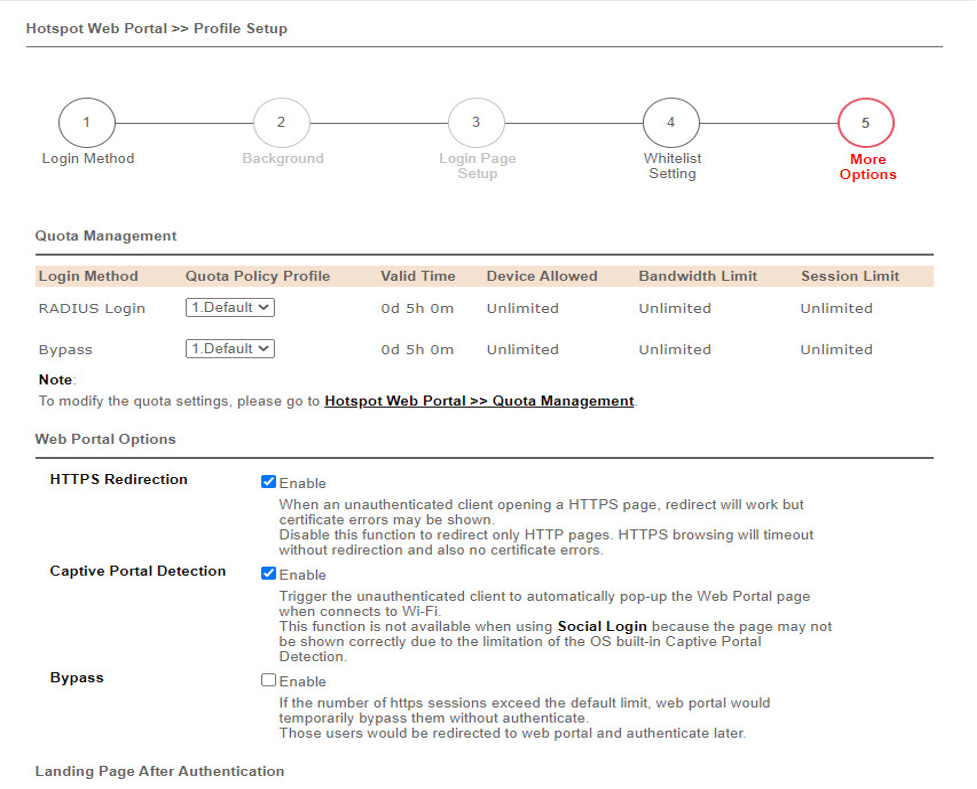 Hotspot Web Portal >> Profile Setup
1
2
3
4
5
Login Method
Background
Login Page
Setup
Whitelist
Setting
More
Options
Quota Management
Login Method Quota Policy Profile Valid Time Device Allowed Bandwidth Limit Session Limit
RADIUS Login 1.Default 0d 5h 0m Unlimited Unlimited Unlimited
Bypass 1.Default 0d 5h 0m Unlimited Unlimited Unlimited
Note:
To modify the quota settings, please go to Hotspot Web Portal >> Quota Management.
Web Portal Options
HTTPS Redirection Enable
When an unauthenticated client opening a HTTPS page, redirect will work but
certificate errors may be shown.
Disable this function to redirect only HTTP pages. HTTPS browsing will timeout
without redirection and also no certificate errors.
Captive Portal Detection Enable
Trigger the unauthenticated client to automatically pop-up the Web Portal page
when connects to Wi-Fi.
This function is not available when using Social Login because the page may not
be shown correctly due to the limitation of the OS built-in Captive Portal
Detection.
Bypass Enable
If the number of https sessions exceed the default limit, web portal would
temporarily bypass them without authenticate.
Those users would be redirected to web portal and authenticate later.
Landing Page After Authentication